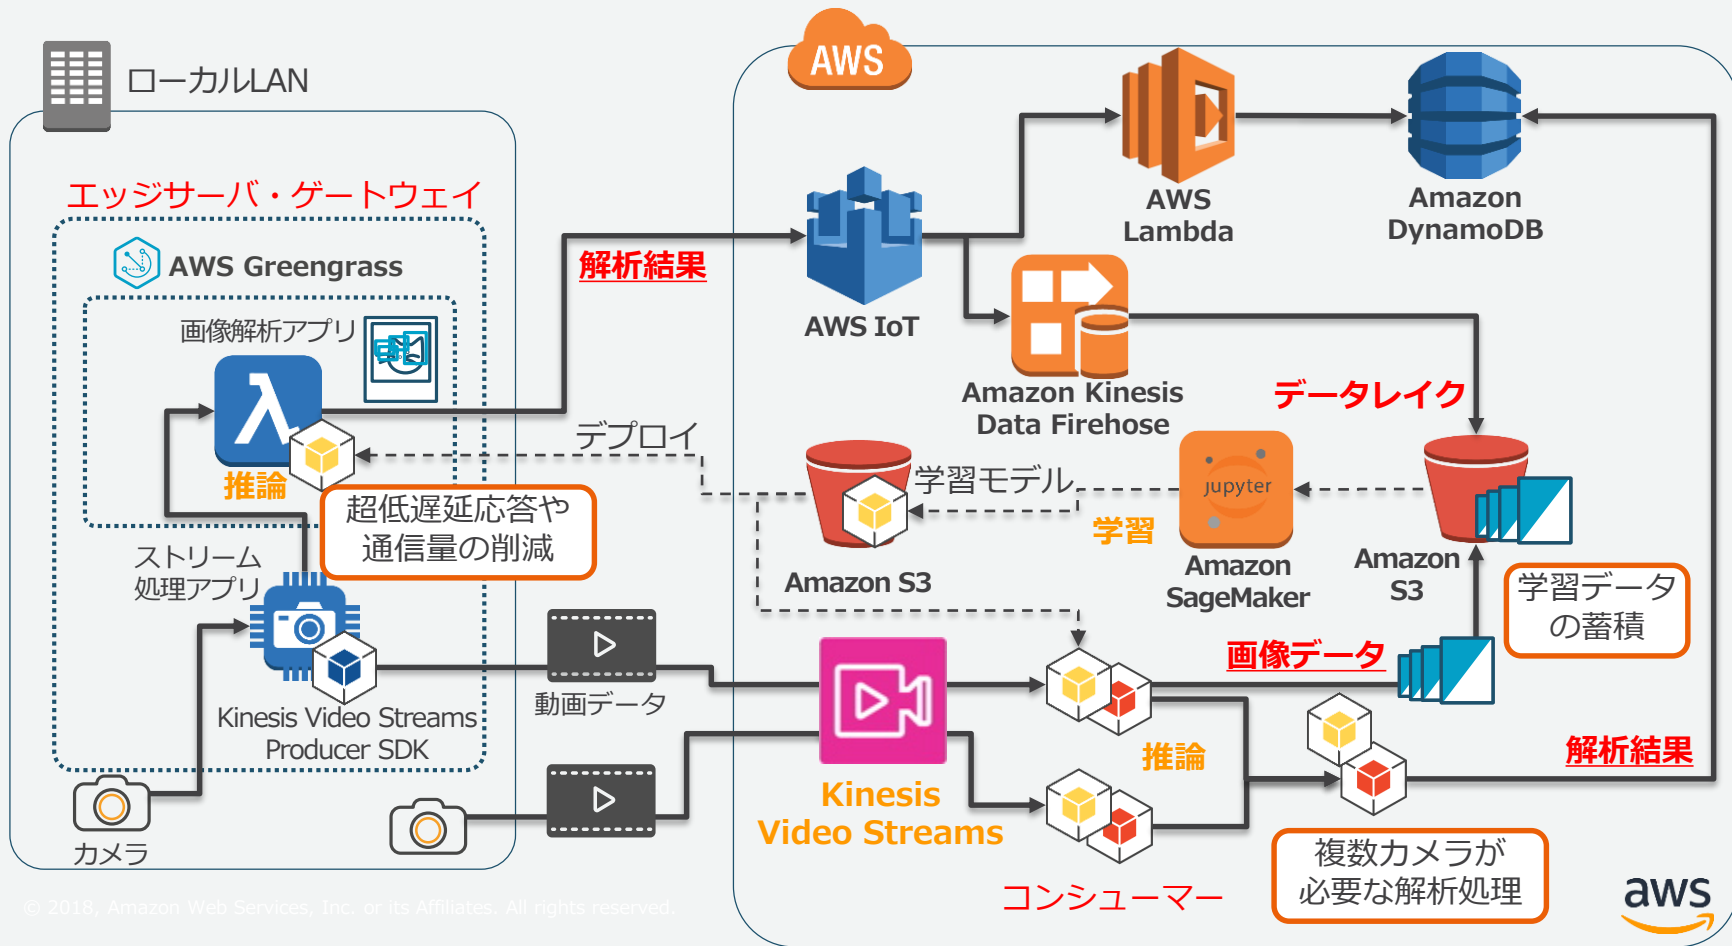 ローカルLAN
AWS
エッジサーバ・ゲートウェイ
AWS Greengrass
画像解析アプリ
λ
推論
超低遅延応答や
通信量の削減
ストリーム
処理アプリ
Kinesis Video Streams
Producer SDK
カメラ
動画データ
解析結果
デプロイ
AWS IoT
AWS
Lambda
Amazon
DynamoDB
Amazon Kinesis
Data Firehose
データレイク
学習モデル
学習
Jupyter
Amazon S3
Amazon
SageMaker
Amazon
S3
学習データ
の蓄積
画像データ
Kinesis
Video Streams
推論
解析結果
コンシューマー
複数カメラが
必要な解析処理
aws
© 2018, Amazon Web Services, Inc. or its Affiliates. All rights reserved.